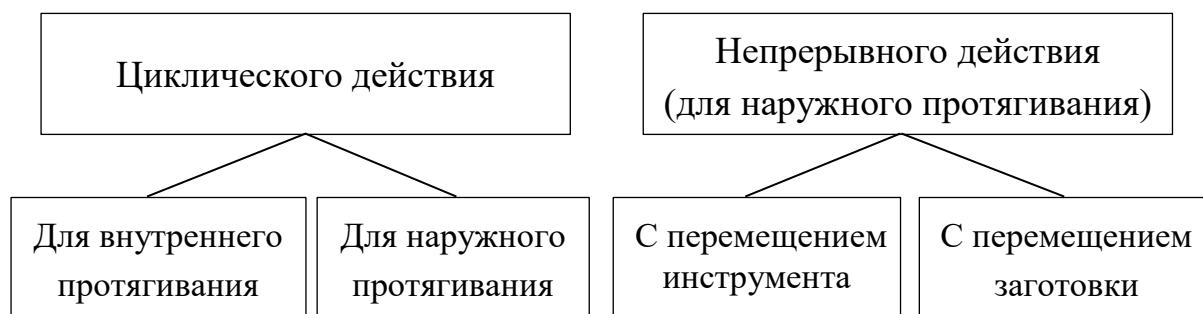 Циклического действия
Непрерывного действия
(для наружного протягивания)
Для внутреннего
протягивания
Для наружного
протягивания
С перемещением
инструмента
С перемещением
заготовки